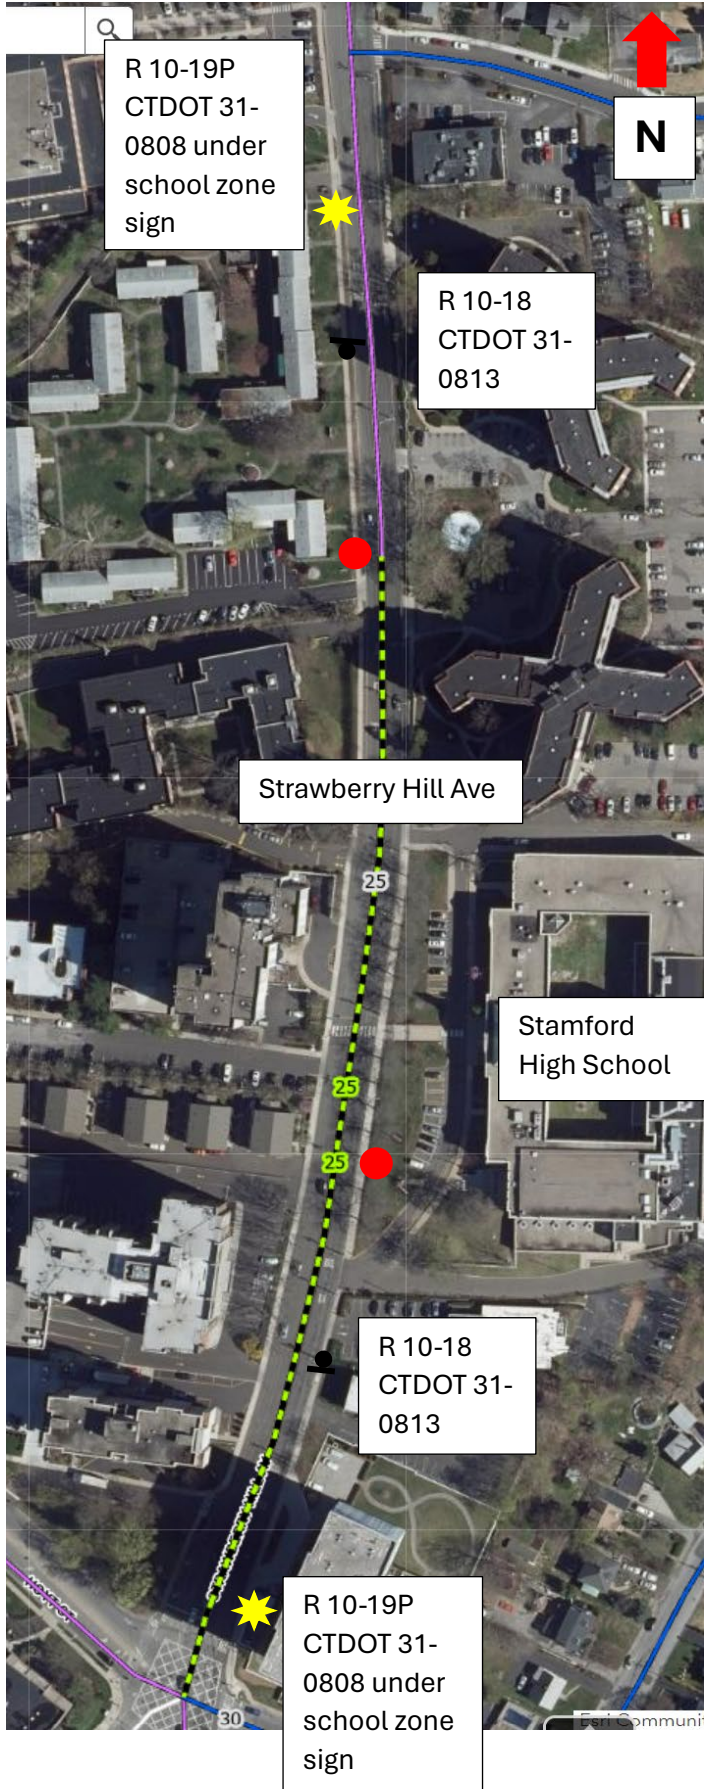 R 10-19P
CTDOT 31-
0808 under
school zone
sign
N
R 10-18
CTDOT 31-
0813
Strawberry Hill Ave
25
Stamford
High School
25
25
R 10-18
CTDOT 31-
0813
R 10-19P
CTDOT 31-
0808 under
school zone
sign
30
Esri Communit